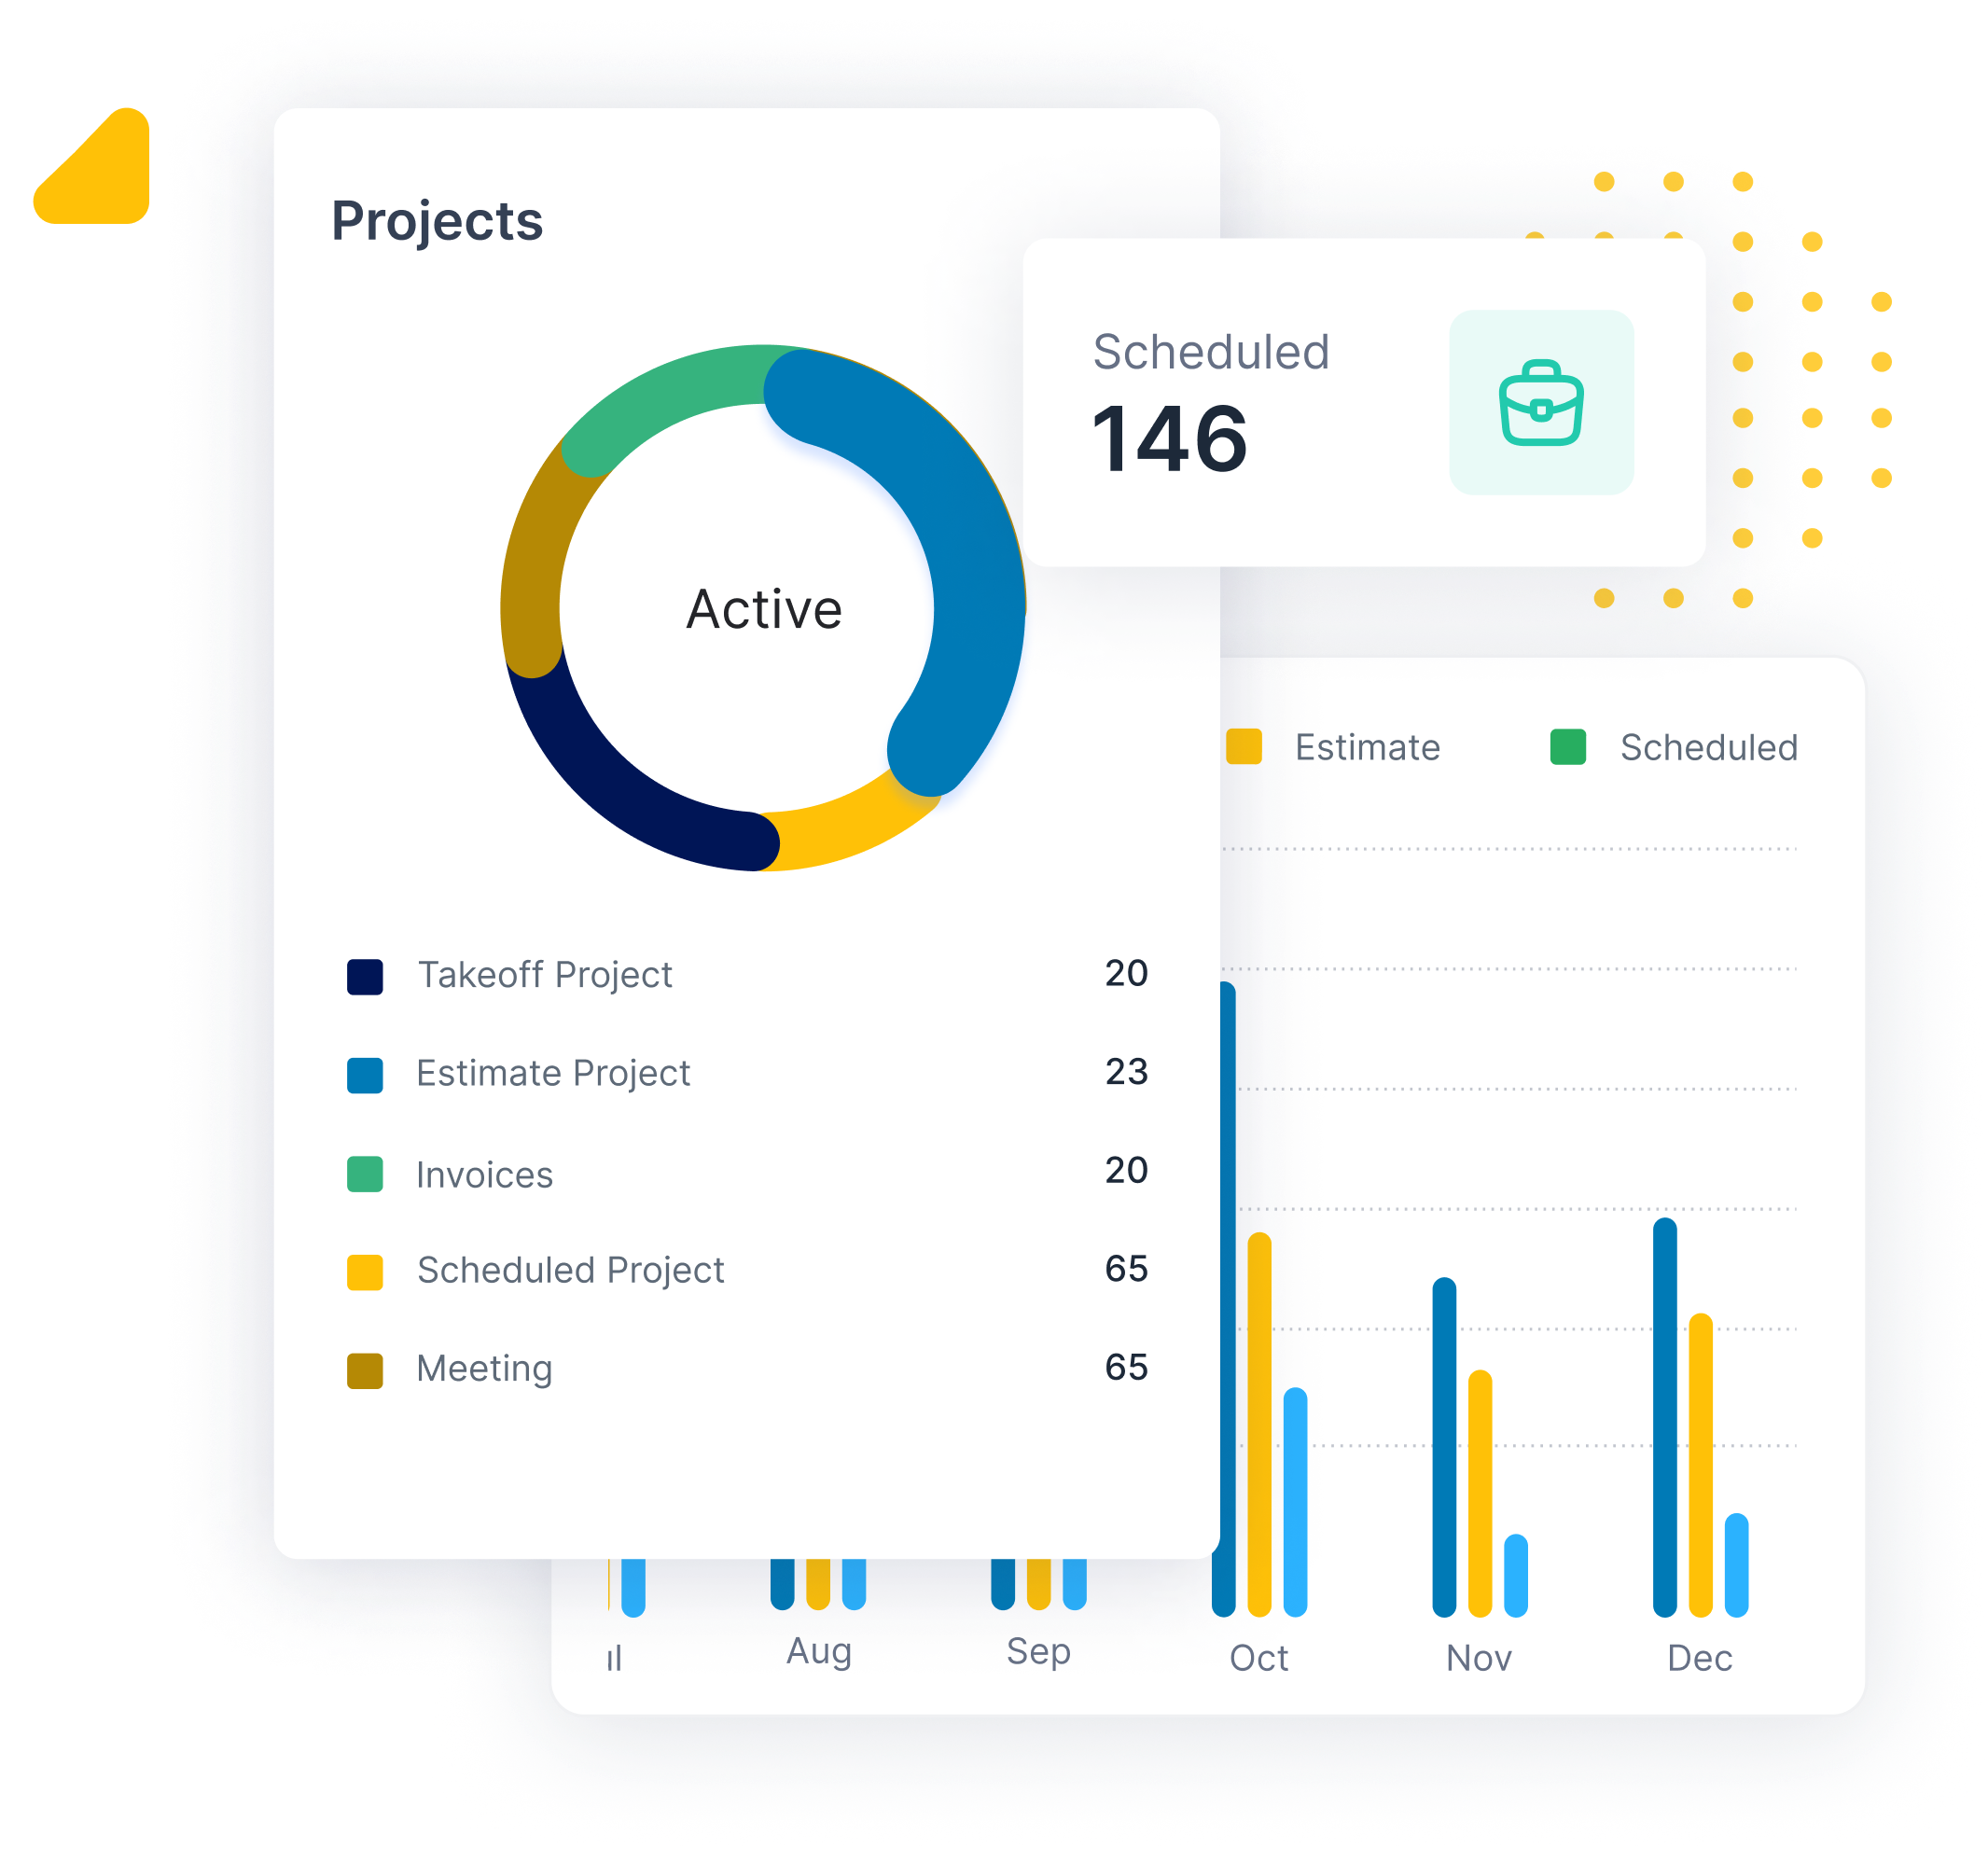 Projects
Scheduled
146
Active
Estimate
Scheduled
Takeoff Project 20
Estimate Project 23
Invoices 20
Scheduled Project 65
Meeting 65
Aug Sep Oct Nov Dec